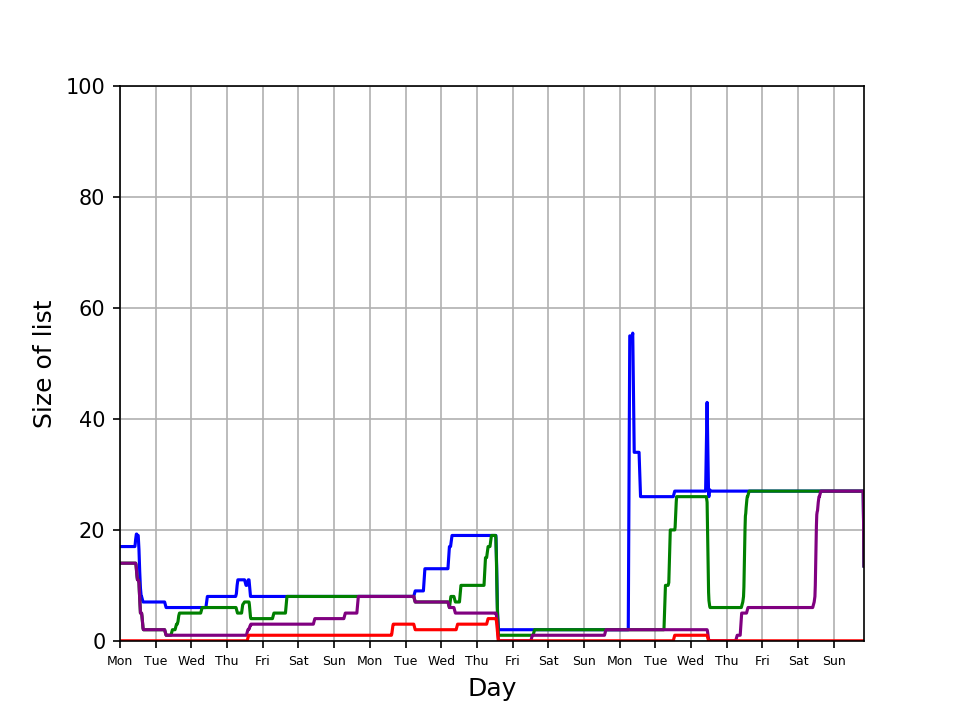 100
80
60
40
20
0
Size of list
Mon Tue Wed Thu Fri Sat Sun Mon Tue Wed Thu Fri Sat Sun Mon Tue Wed Thu Fri Sat Sun
Day